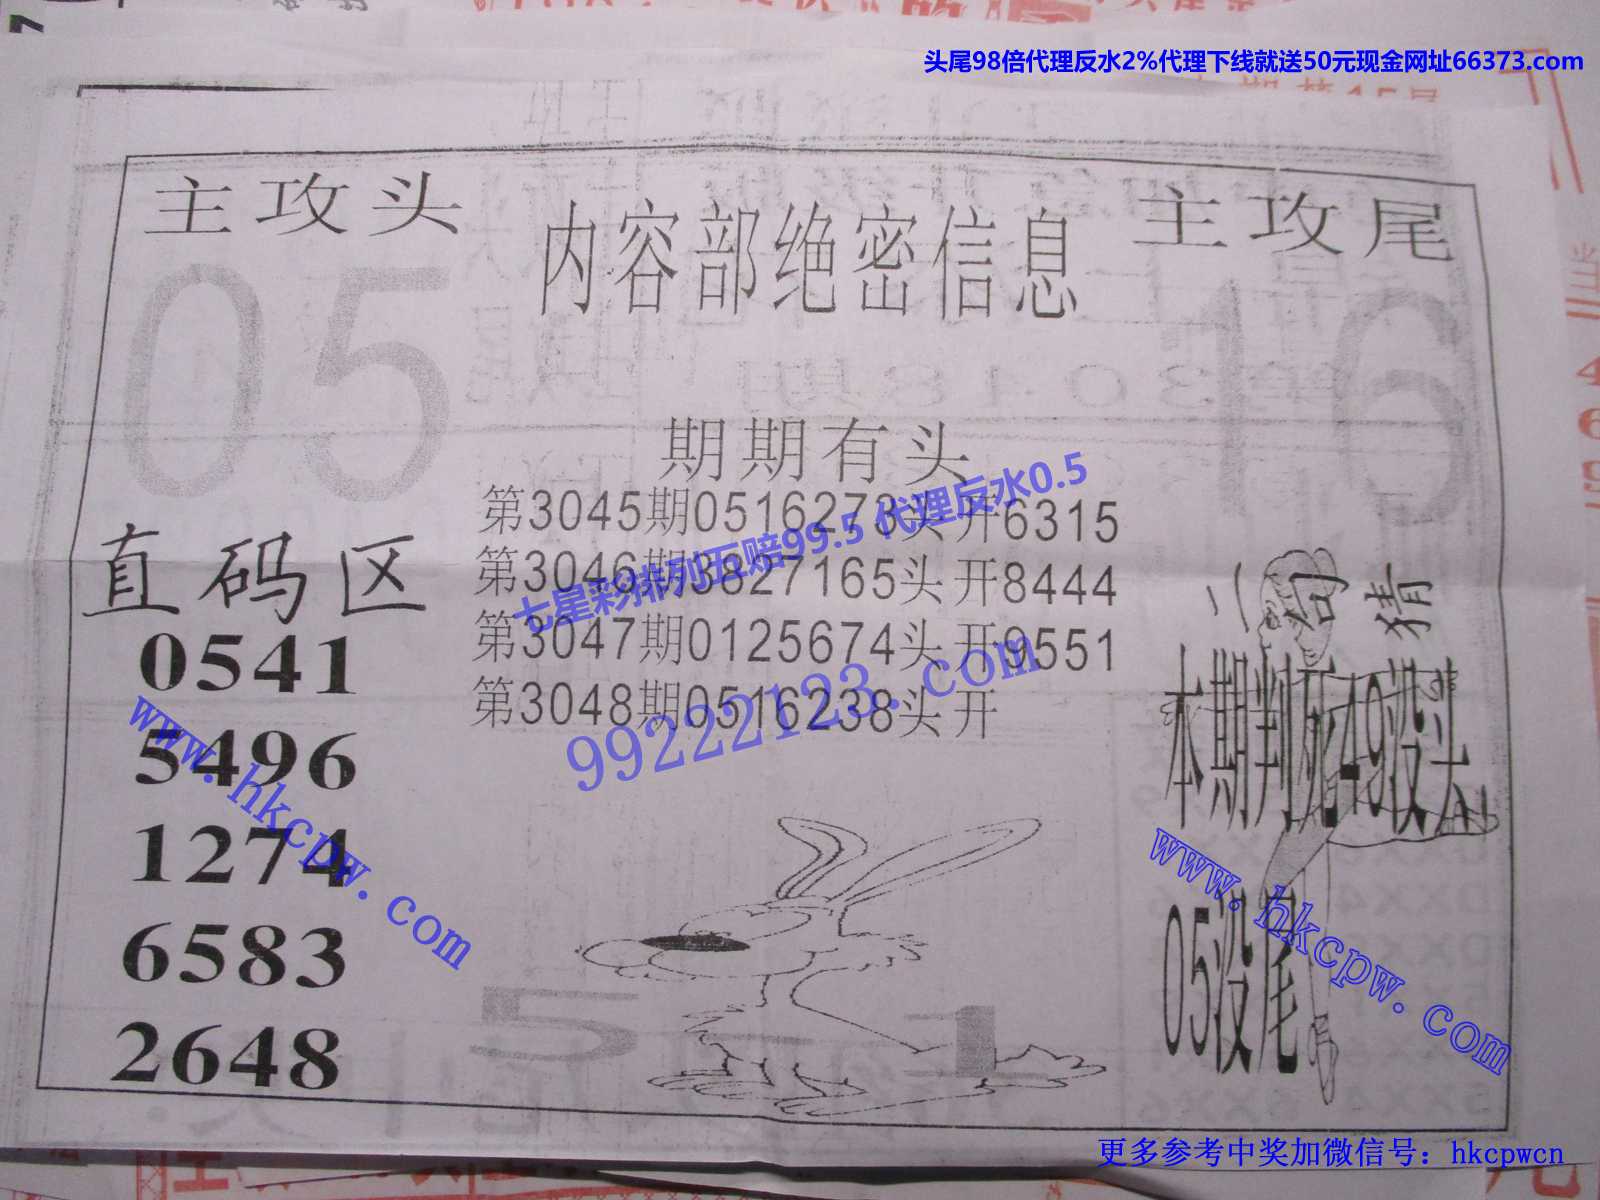 头尾98倍代理反水2%代理下线就送50元现金网址66373.com
主攻头
内容部绝密信息
主攻尾
05
16
期期有头
第3045期0516273头开6315
第3046期3827165头开8444
第3047期0125674头开9551
第3048期0516238头开
七星彩排列五赔99.5 代理反水0.5
99222123.com
直码区
0541
5496
1274
6583
2648
www.hkcpw.com
二句猜
本期判死49没头
05没尾
www.hkcpw.com
5 1
更多参考中奖加微信号：hkcpwcn